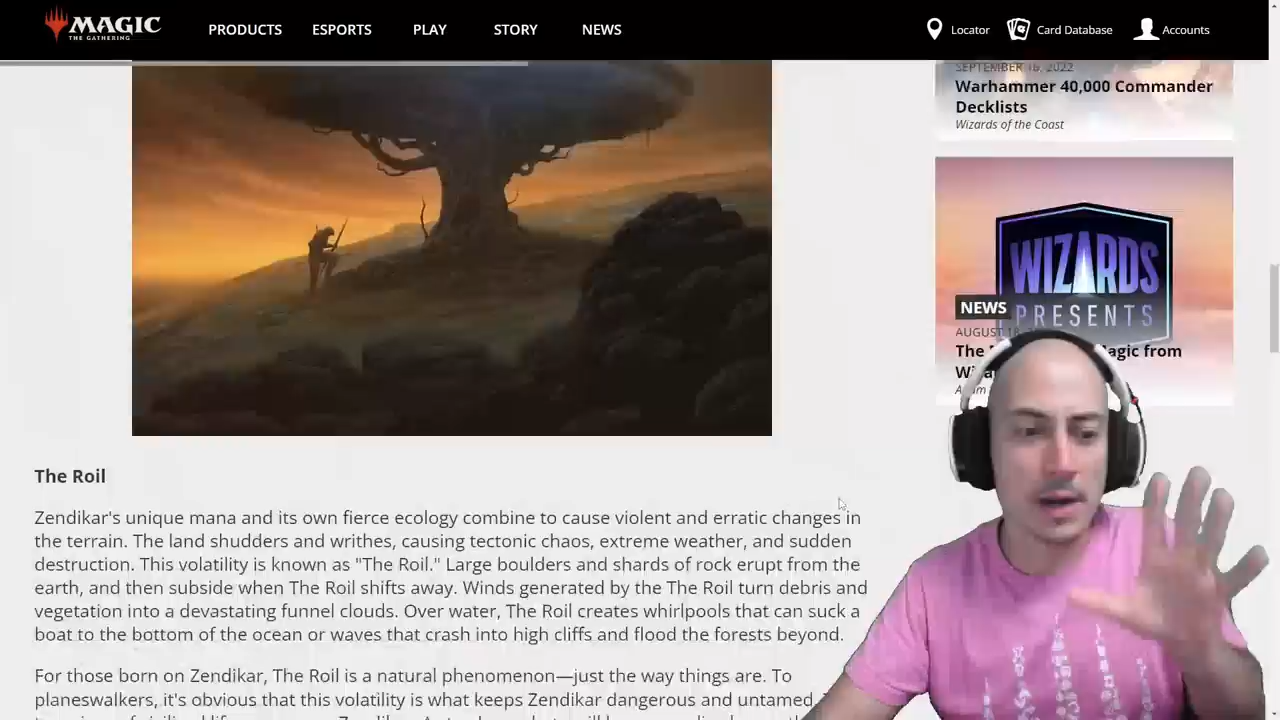 MAGIC
THE GATHERING
PRODUCTS
ESPORTS
PLAY
STORY
NEWS
Locator
Card Database
Accounts
SEPTEMBER 16, 2022
Warhammer 40,000 Commander
Decklists
Wizards of the Coast
WIZARDS
PRESENTS
NEWS
AUGUST 18,
The
agic from
The Roil
Zendikar's unique mana and its own fierce ecology combine to cause violent and erratic changes in
the terrain. The land shudders and writhes, causing tectonic chaos, extreme weather, and sudden
destruction. This volatility is known as "The Roil." Large boulders and shards of rock erupt from the
earth, and then subside when The Roil shifts away. Winds generated by the The Roil turn debris and
vegetation into a devastating funnel clouds. Over water, The Roil creates whirlpools that can suck a
boat to the bottom of the ocean or waves that crash into high cliffs and flood the forests beyond.
For those born on Zendikar, The Roil is a natural phenomenon—just the way things are. To
planeswalkers, it's obvious that this volatility is what keeps Zendikar dangerous and untamed.